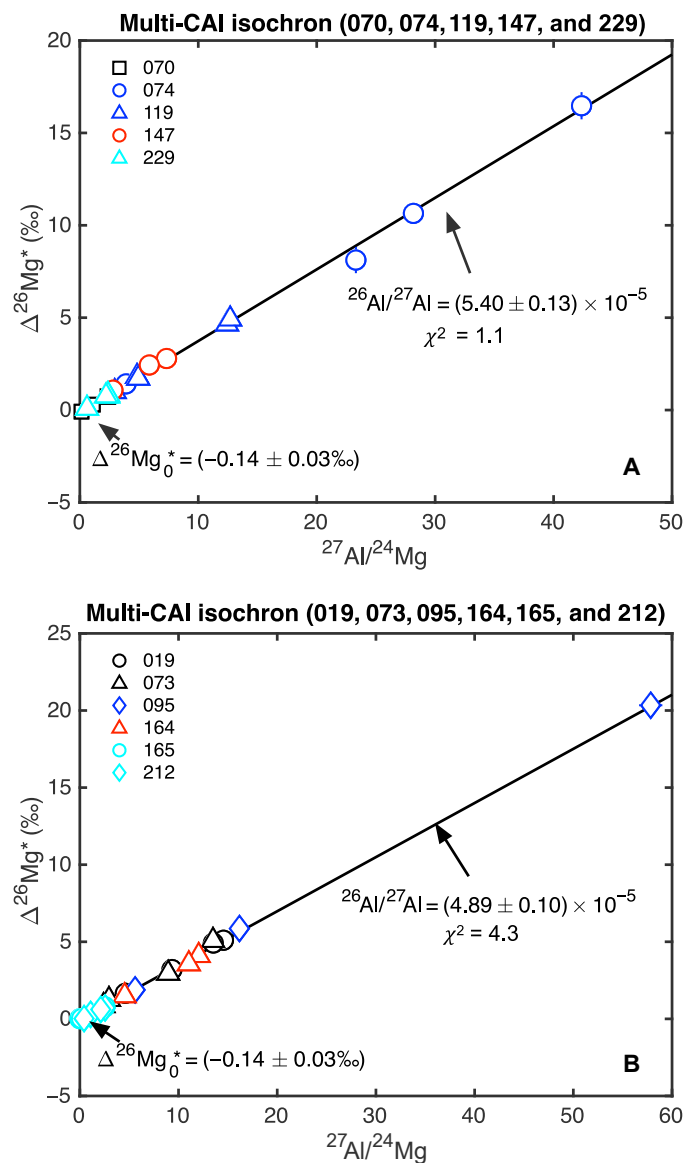 Multi-CAI isochron (070, 074, 119, 147, and 229)
20
15
10
5
0
−5
Δ²⁶Mg* (‰)
070
074
119
147
229
²⁶Al/²⁷Al = (5.40 ± 0.13) × 10⁻⁵
χ² = 1.1
Δ²⁶Mg₀* = (−0.14 ± 0.03‰)
A
0 10 20 30 40 50
²⁷Al/²⁴Mg
Multi-CAI isochron (019, 073, 095, 164, 165, and 212)
25
20
15
10
5
0
−5
Δ²⁶Mg* (‰)
019
073
095
164
165
212
²⁶Al/²⁷Al = (4.89 ± 0.10) × 10⁻⁵
χ² = 4.3
Δ²⁶Mg₀* = (−0.14 ± 0.03‰)
B
0 10 20 30 40 50 60
²⁷Al/²⁴Mg